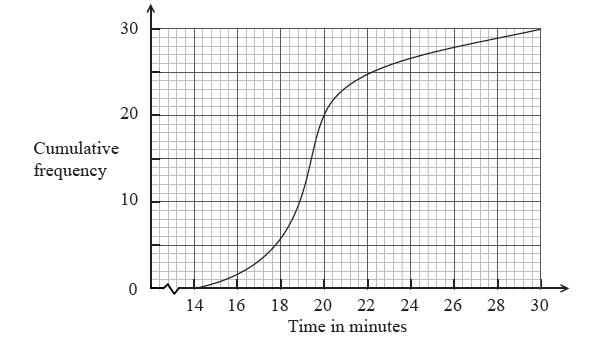 30
20
Cumulative
frequency
10
0
14 16 18 20 22 24 26 28 30
Time in minutes